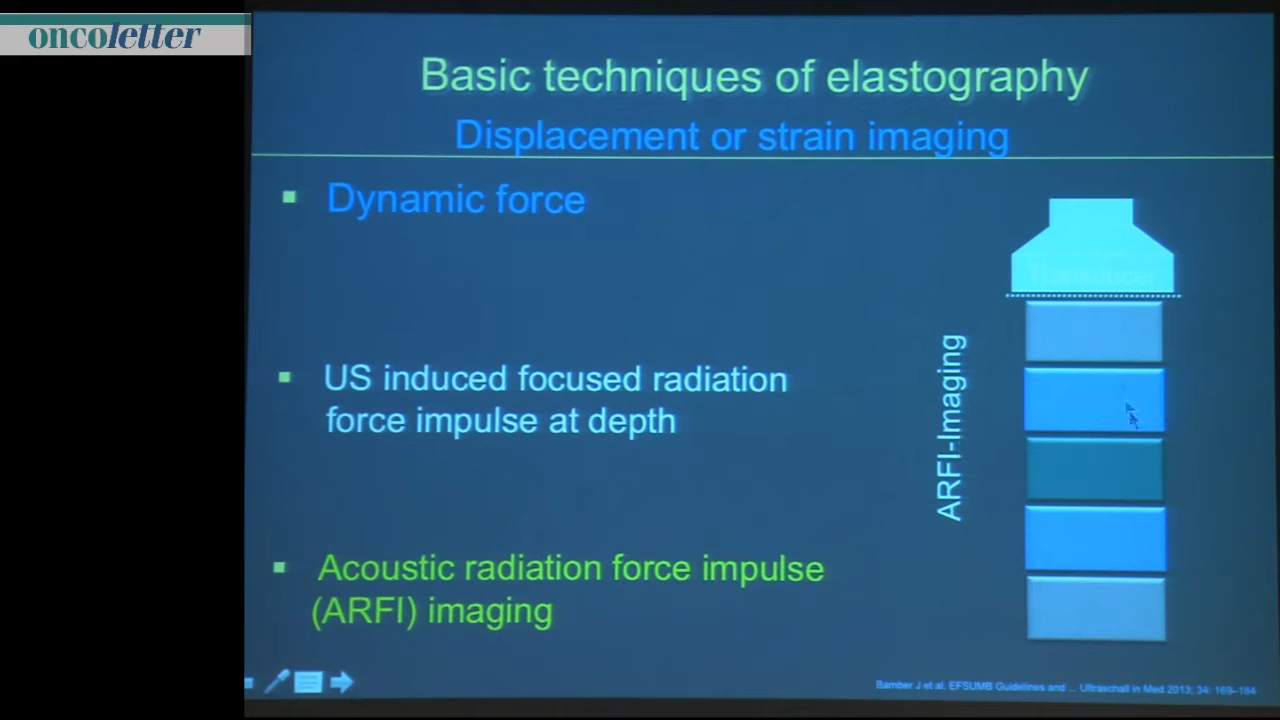 oncoletter
Basic techniques of elastography
Displacement or strain imaging
Dynamic force
US induced focused radiation
force impulse at depth
Acoustic radiation force impulse
(ARFI) imaging
Transducer
ARFI-Imaging
Bamber J et al. EFSUMB Guidelines and ... Ultraschall in Med 2013; 34: 169–184